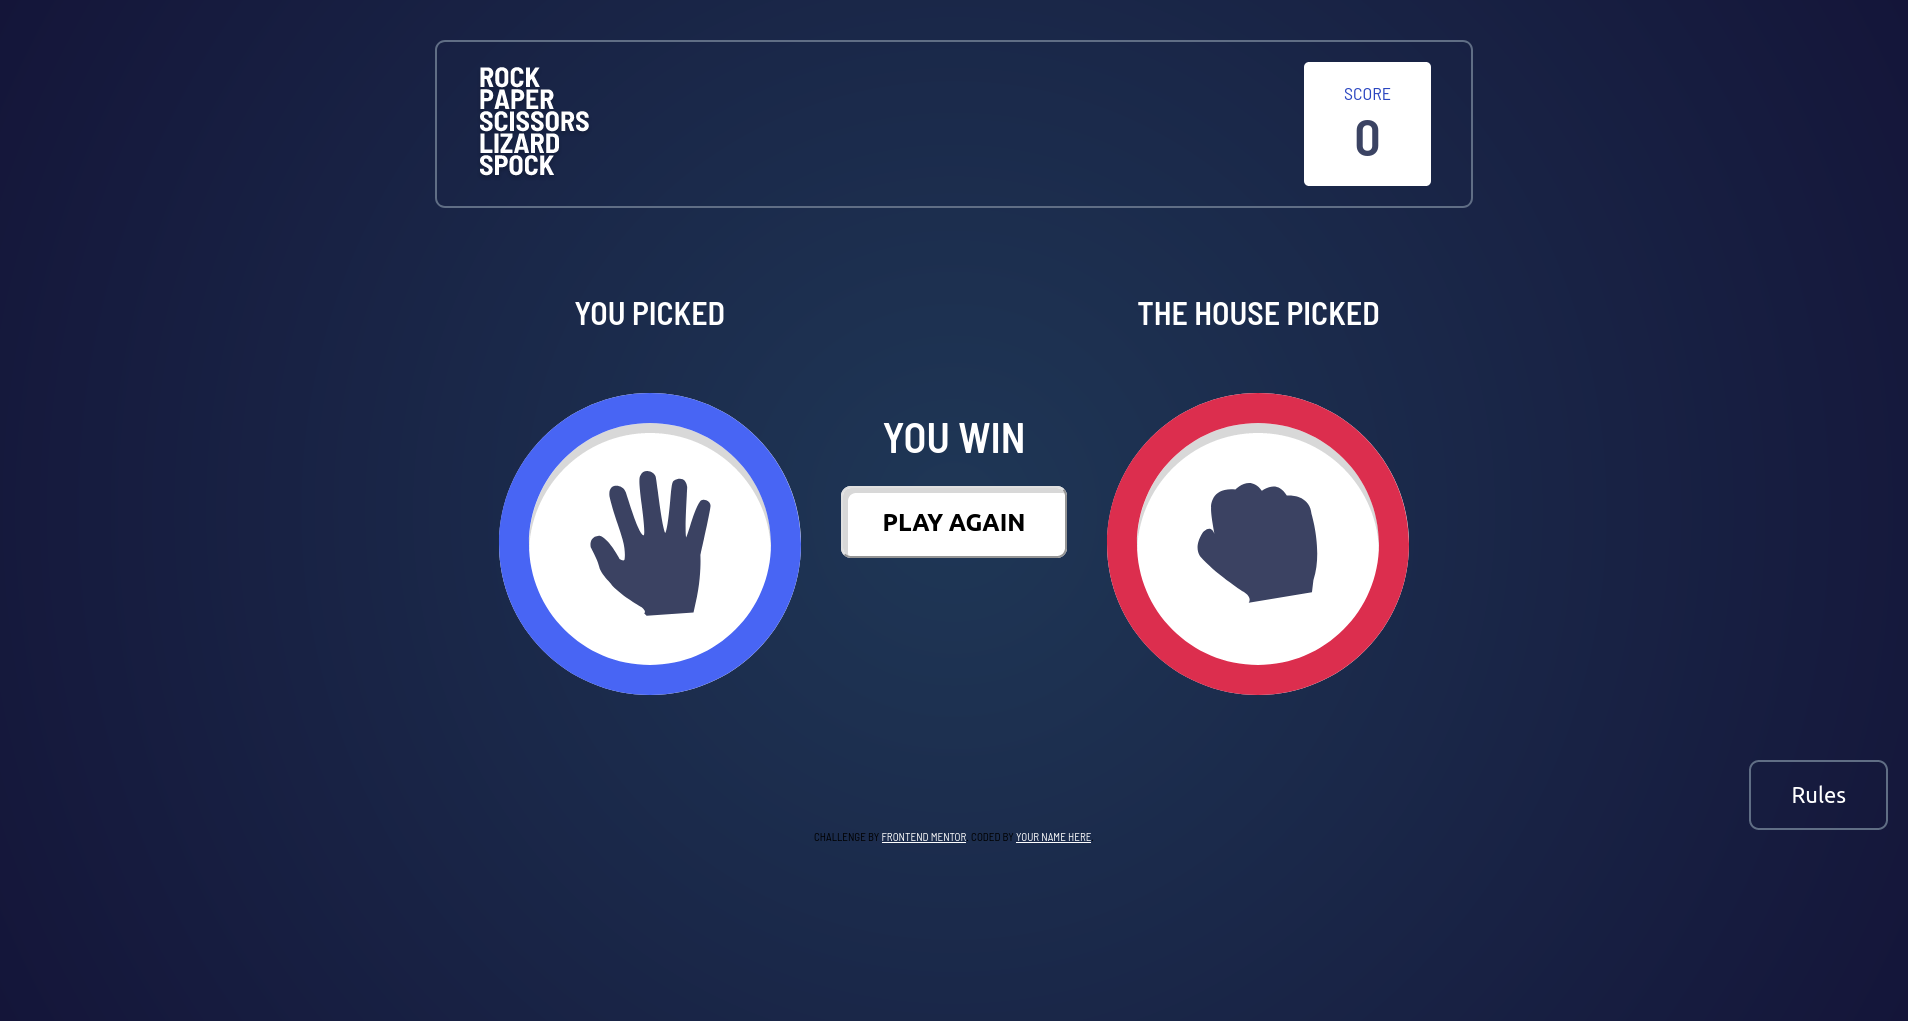 ROCK
PAPER
SCISSORS
LIZARD
SPOCK
SCORE
0
YOU PICKED
THE HOUSE PICKED
YOU WIN
PLAY AGAIN
Rules
CHALLENGE BY FRONTEND MENTOR. CODED BY YOUR NAME HERE.